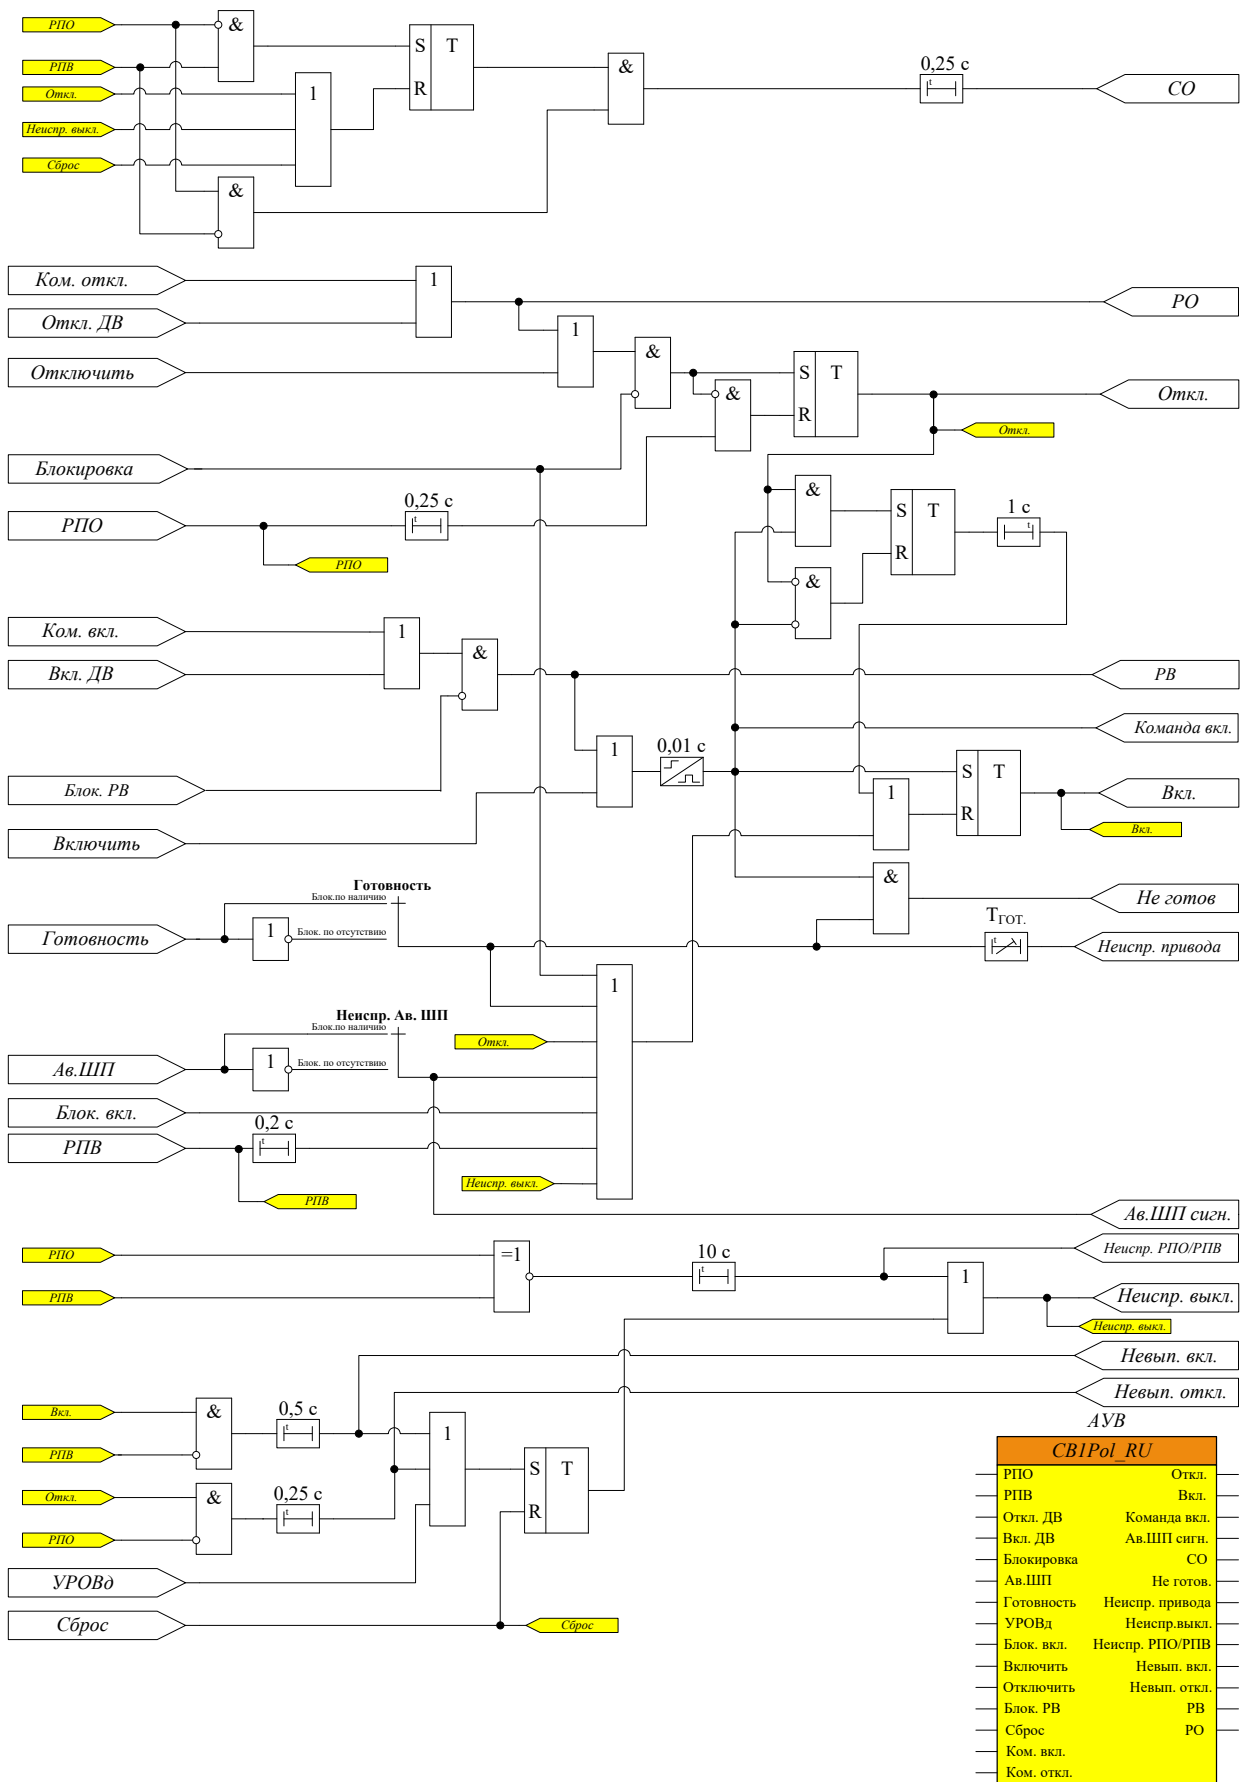 РПО
&
РПВ
S T
R
Откл.
1
Неиспр. выкл.
Сброс
&
&
0,25 с
СО
Ком. откл.
1
РО
Откл. ДВ
1
Отключить
&
&
S T
R
Откл.
Откл.
Блокировка
0,25 с
t
РПО
РПО
&
S T
R
1 с
t
&
Ком. вкл.
1
Вкл. ДВ
&
РВ
Команда вкл.
1
0,01 с
Блок. РВ
S T
R
1
Вкл.
Вкл.
Включить
Готовность
Блок.по наличию
&
Не готов
Готовность
1
Блок. по отсутствию
TГОТ.
t
Неиспр. привода
1
Неиспр. Ав. ШП
Блок.по наличию
Откл.
Ав.ШП
1
Блок. по отсутствию
Блок. вкл.
0,2 с
t
РПВ
РПВ
Неиспр. выкл.
Ав.ШП сигн.
РПО
=1
10 с
t
Неиспр. РПО/РПВ
РПВ
1
Неиспр. выкл.
Неиспр. выкл.
Невып. вкл.
Невып. откл.
Вкл.
&
0,5 с
t
РПВ
1
S T
R
Откл.
&
0,25 с
t
РПО
УРОВд
Сброс
Сброс
АУВ
CB1Pol_RU
РПО Откл.
РПВ Вкл.
Откл. ДВ Команда вкл.
Вкл. ДВ Ав.ШП сигн.
Блокировка СО
Ав.ШП Не готов.
Готовность Неиспр. привода
УРОВд Неиспр.выкл.
Блок. вкл. Неиспр. РПО/РПВ
Включить Невып. вкл.
Отключить Невып. откл.
Блок. РВ РВ
Сброс РО
Ком. вкл.
Ком. откл.